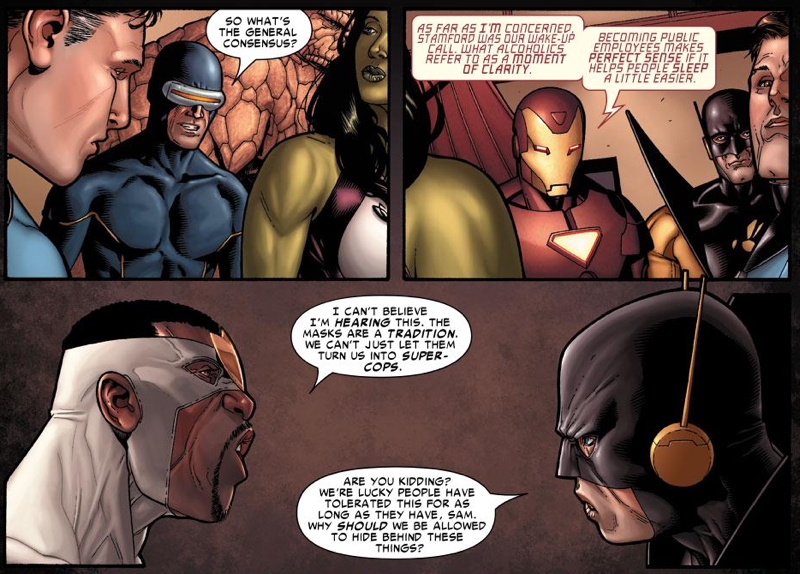 SO WHAT'S
THE GENERAL
CONSENSUS?
AS FAR AS I'M CONCERNED,
STAMFORD WAS OUR WAKE-UP
CALL. WHAT ALCOHOLICS
REFER TO AS A MOMENT
OF CLARITY.
BECOMING PUBLIC
EMPLOYEES MAKES
PERFECT SENSE IF IT
HELPS PEOPLE SLEEP
A LITTLE EASIER.
I CAN'T BELIEVE
I'M HEARING THIS. THE
MASKS ARE A TRADITION.
WE CAN'T JUST LET THEM
TURN US INTO SUPER-
COPS.
ARE YOU KIDDING?
WE'RE LUCKY PEOPLE HAVE
TOLERATED THIS FOR AS
LONG AS THEY HAVE, SAM.
WHY SHOULD WE BE ALLOWED
TO HIDE BEHIND THESE
THINGS?